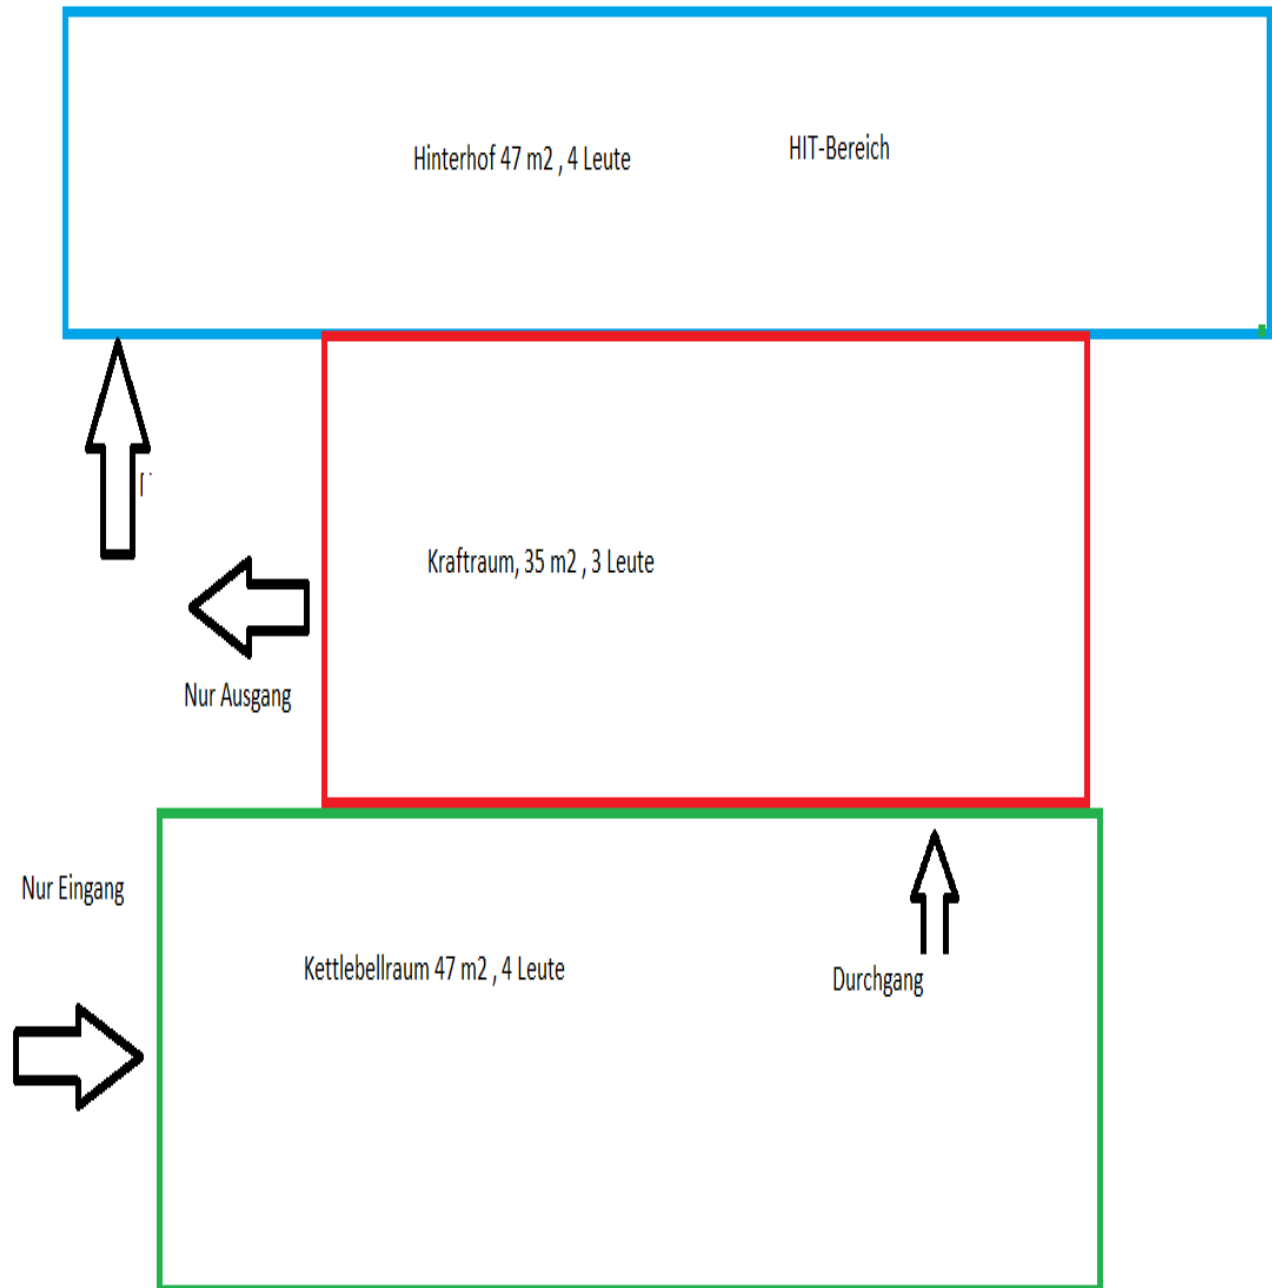 Hinterhof 47 m2 , 4 Leute
HIT-Bereich
Kraftraum, 35 m2 , 3 Leute
Nur Ausgang
Nur Eingang
Kettlebellraum 47 m2 , 4 Leute
Durchgang